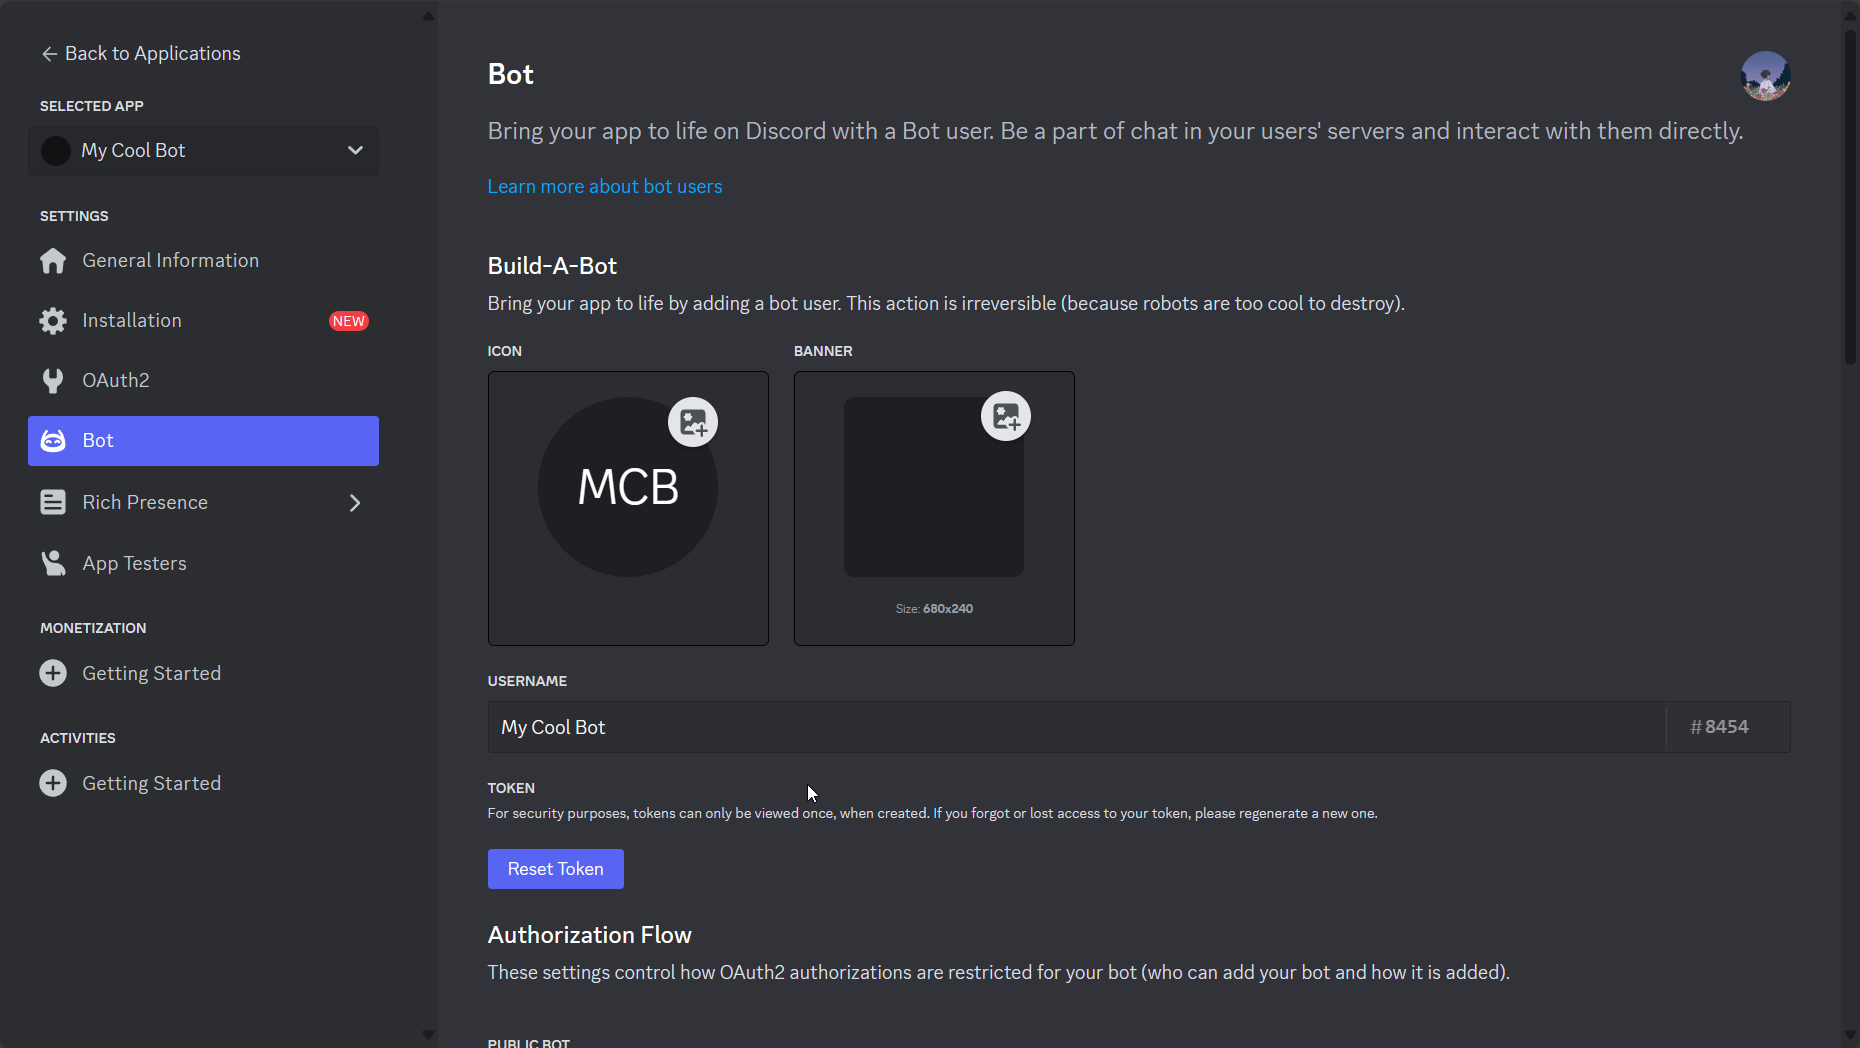 Back to Applications
SELECTED APP
My Cool Bot
SETTINGS
General Information
Installation NEW
OAuth2
Bot
Rich Presence
App Testers
MONETIZATION
Getting Started
ACTIVITIES
Getting Started
Bot
Bring your app to life on Discord with a Bot user. Be a part of chat in your users' servers and interact with them directly.
Learn more about bot users
Build-A-Bot
Bring your app to life by adding a bot user. This action is irreversible (because robots are too cool to destroy).
ICON BANNER
MCB
Size: 680x240
USERNAME
My Cool Bot #8454
TOKEN
For security purposes, tokens can only be viewed once, when created. If you forgot or lost access to your token, please regenerate a new one.
Reset Token
Authorization Flow
These settings control how OAuth2 authorizations are restricted for your bot (who can add your bot and how it is added).
PUBLIC BOT